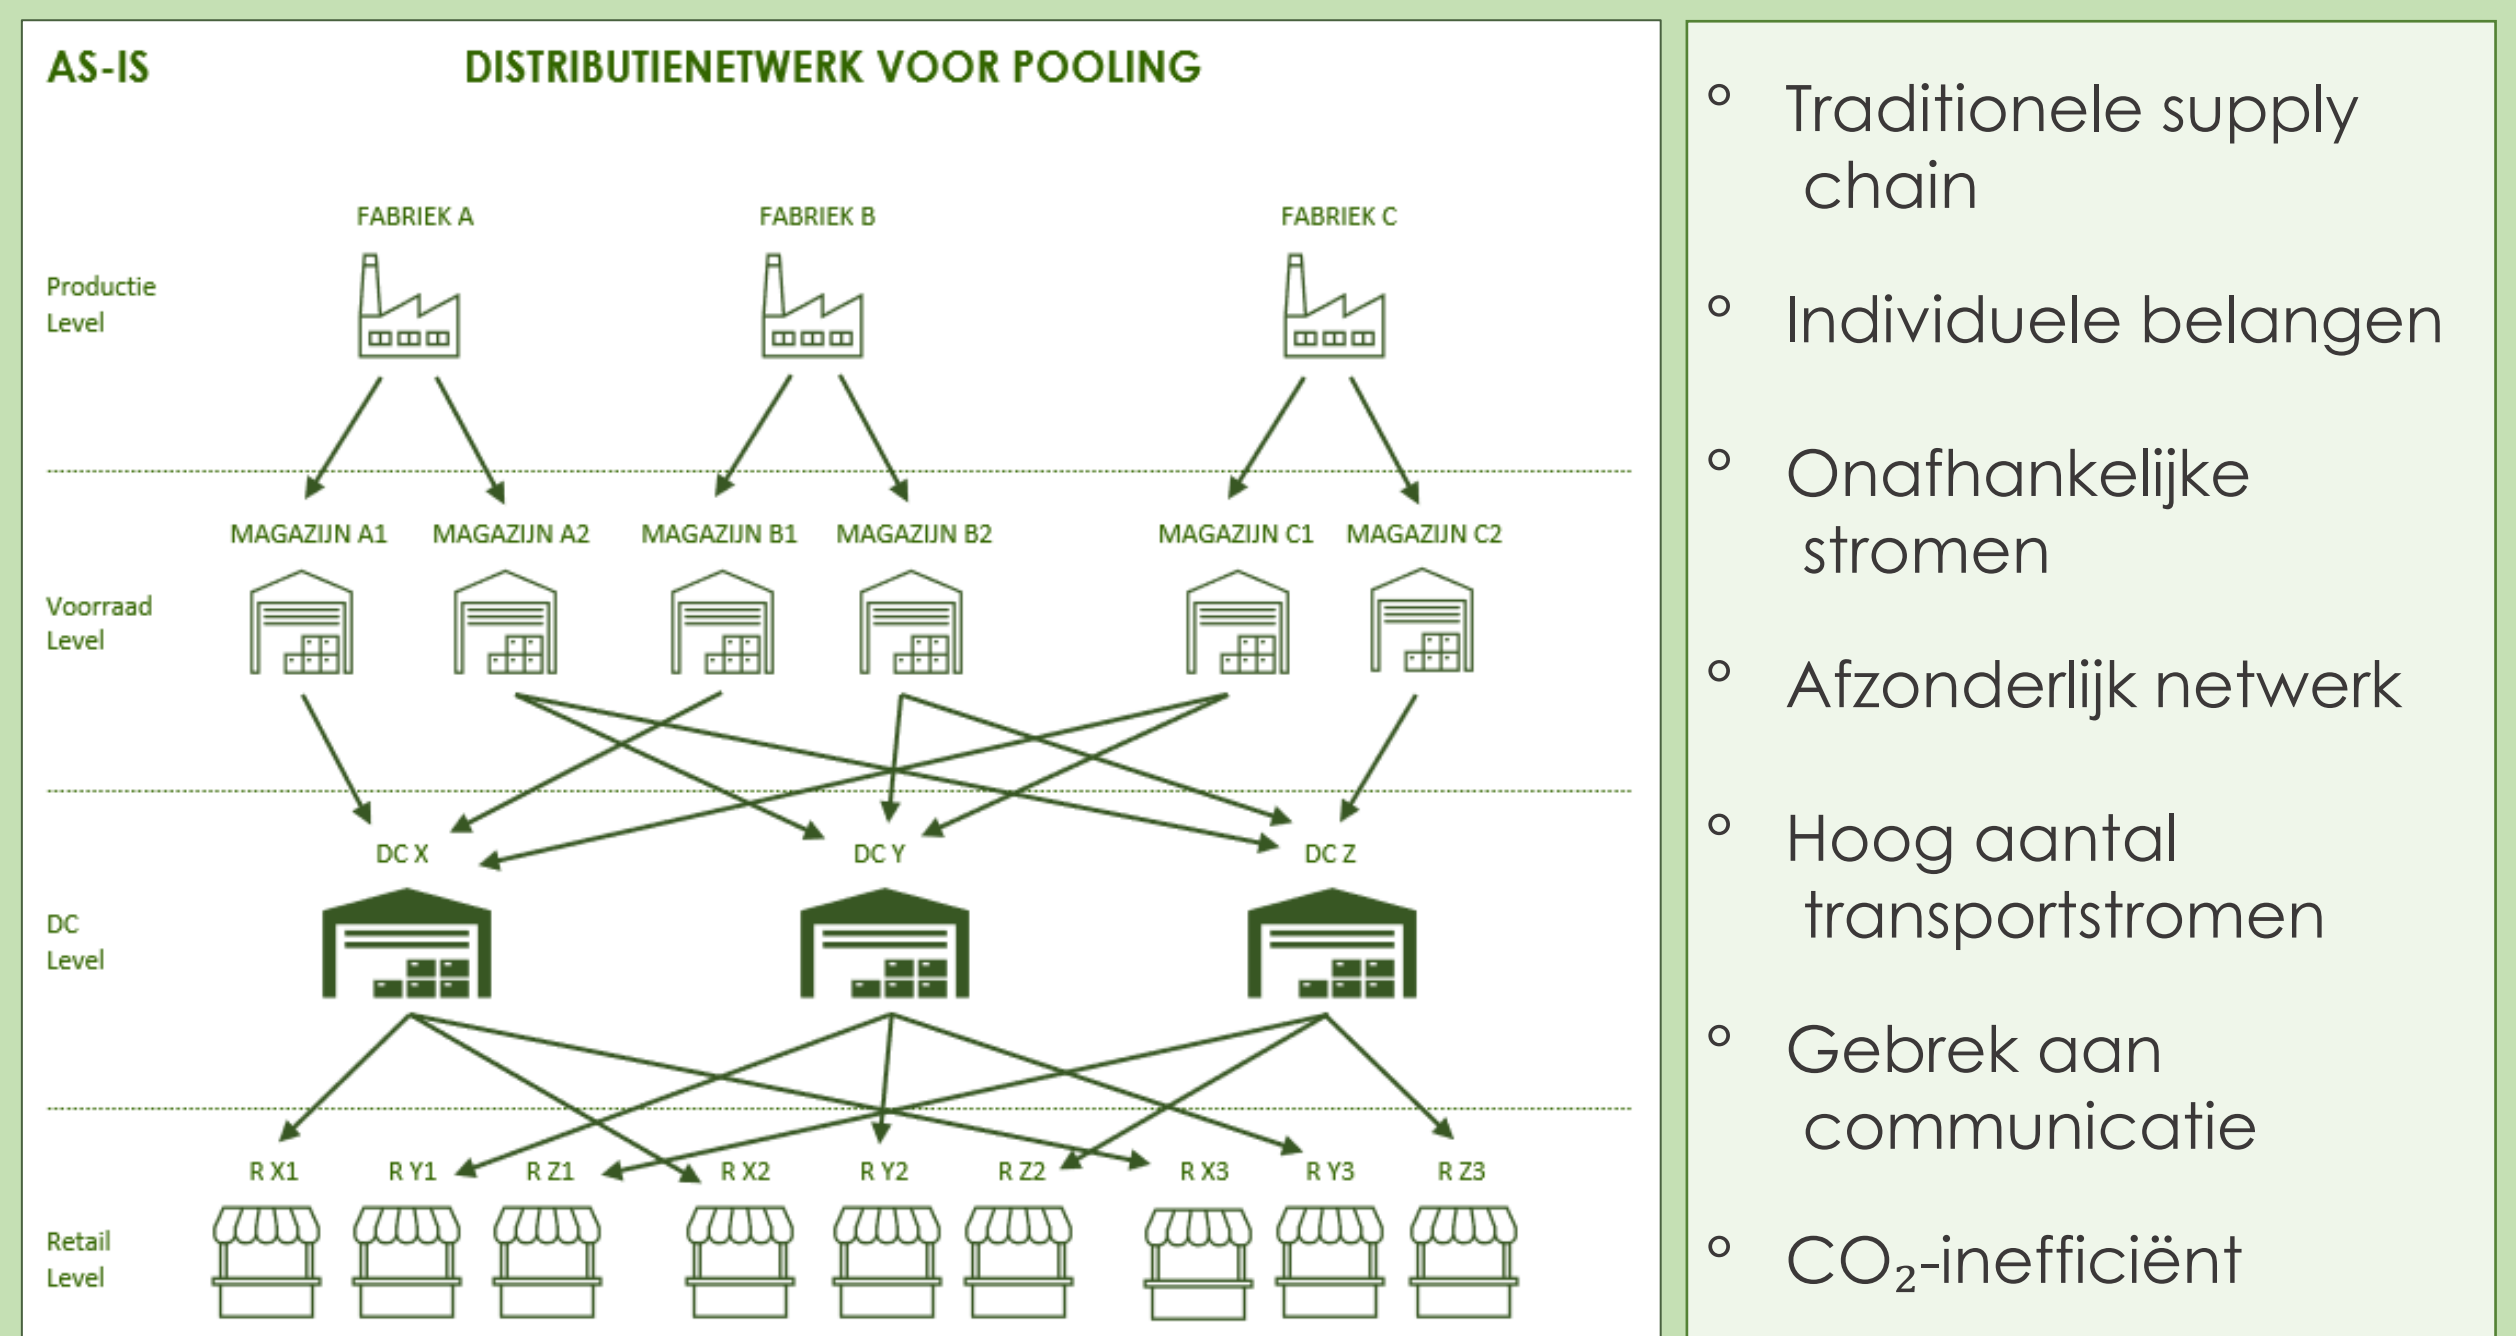 AS-IS
DISTRIBUTIENETWERK VOOR POOLING
FABRIEK A
FABRIEK B
FABRIEK C
Productie
Level
MAGAZIJN A1
MAGAZIJN A2
MAGAZIJN B1
MAGAZIJN B2
MAGAZIJN C1
MAGAZIJN C2
Voorraad
Level
DC X
DC Y
DC Z
DC
Level
R X1
R Y1
R Z1
R X2
R Y2
R Z2
R X3
R Y3
R Z3
Retail
Level
° Traditionele supply
chain
° Individuele belangen
° Onafhankelijke
stromen
° Afzonderlijk netwerk
° Hoog aantal
transportstromen
° Gebrek aan
communicatie
° CO₂-inefficiënt